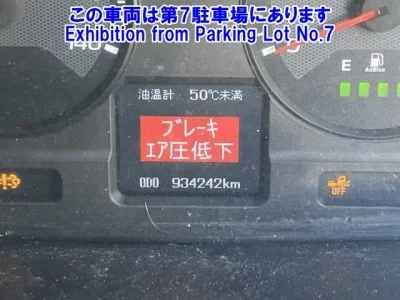 この車両は第7駐車場にあります
Exhibition from Parking Lot No.7
140
E
AdBlue
油温計 50℃未満
ブレーキ
エア圧低下
ODO 934242km
OFF